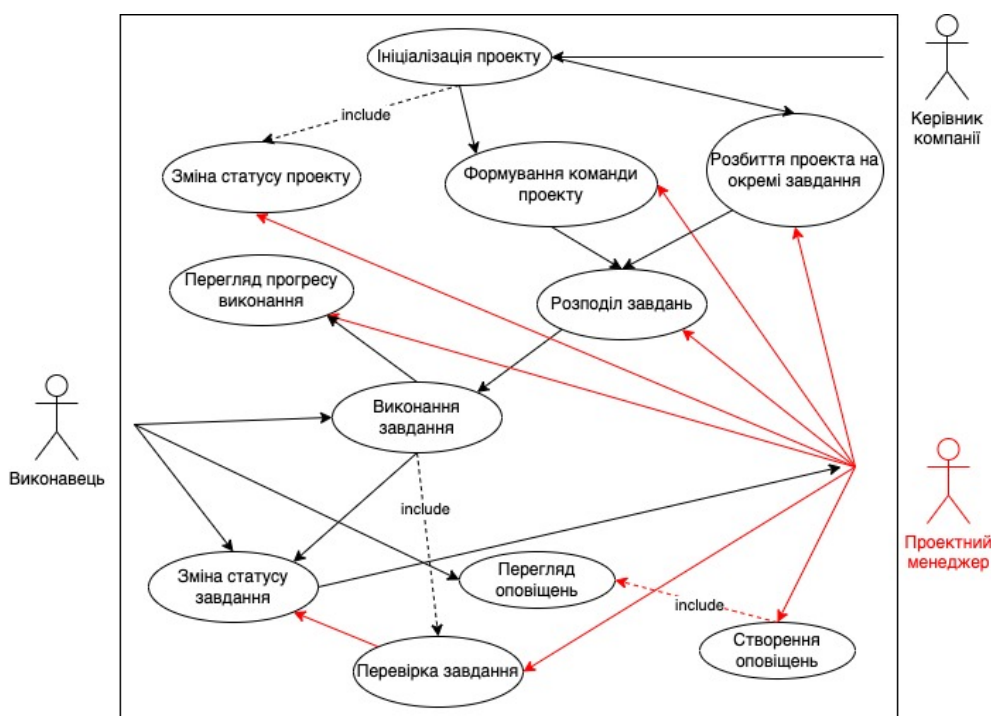 Ініціалізація проекту
include
Керівник
компанії
Зміна статусу проекту
Формування команди
проекту
Розбиття проекта на
окремі завдання
Перегляд прогресу
виконання
Розподіл завдань
Виконання
завдання
Виконавець
include
Проектний
менеджер
Зміна статусу
завдання
Перегляд
оповіщень
include
Створення
оповіщень
Перевірка завдання